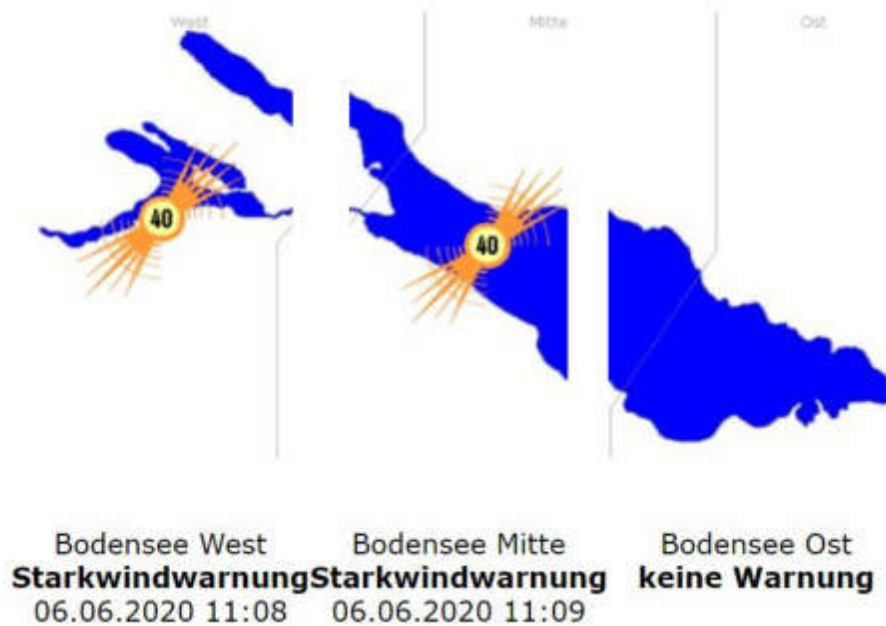 West
Mitte
Ost
40
40
Bodensee West
Starkwindwarnung
06.06.2020 11:08
Bodensee Mitte
Starkwindwarnung
06.06.2020 11:09
Bodensee Ost
keine Warnung